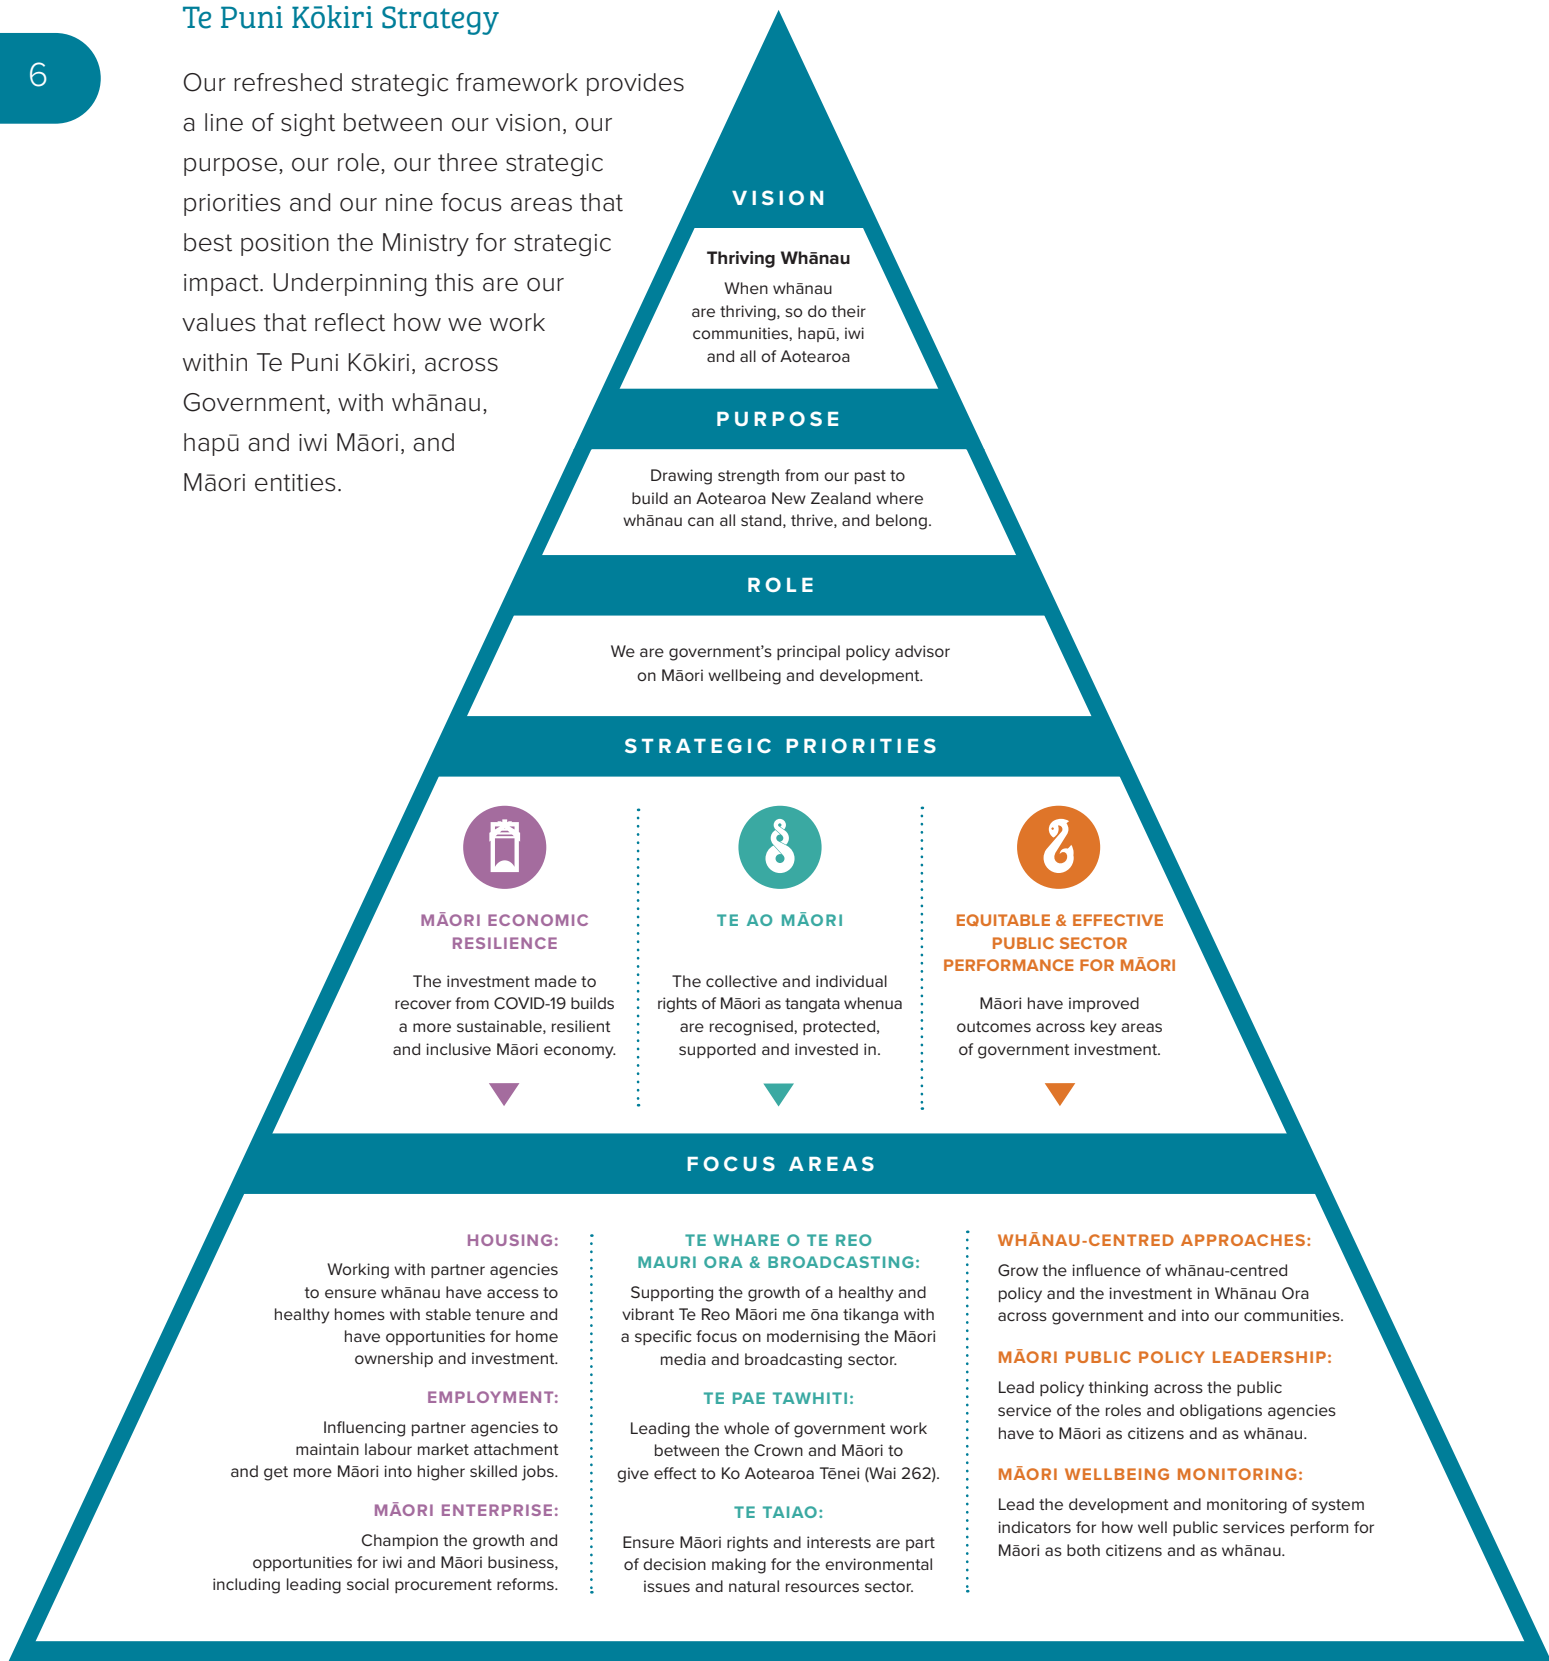 Te Puni Kōkiri Strategy
6
Our refreshed strategic framework provides
a line of sight between our vision, our
purpose, our role, our three strategic
priorities and our nine focus areas that
best position the Ministry for strategic
impact. Underpinning this are our
values that reflect how we work
within Te Puni Kōkiri, across
Government, with whānau,
hapū and iwi Māori, and
Māori entities.
VISION
Thriving Whānau
When whānau
are thriving, so do their
communities, hapū, iwi
and all of Aotearoa
PURPOSE
Drawing strength from our past to
build an Aotearoa New Zealand where
whānau can all stand, thrive, and belong.
ROLE
We are government's principal policy advisor
on Māori wellbeing and development.
STRATEGIC PRIORITIES
MĀORI ECONOMIC
RESILIENCE
The investment made to
recover from COVID-19 builds
a more sustainable, resilient
and inclusive Māori economy.
TE AO MĀORI
The collective and individual
rights of Māori as tangata whenua
are recognised, protected,
supported and invested in.
EQUITABLE & EFFECTIVE
PUBLIC SECTOR
PERFORMANCE FOR MĀORI
Māori have improved
outcomes across key areas
of government investment.
FOCUS AREAS
HOUSING:
Working with partner agencies
to ensure whānau have access to
healthy homes with stable tenure and
have opportunities for home
ownership and investment.
EMPLOYMENT:
Influencing partner agencies to
maintain labour market attachment
and get more Māori into higher skilled jobs.
MĀORI ENTERPRISE:
Champion the growth and
opportunities for iwi and Māori business,
including leading social procurement reforms.
TE WHARE O TE REO
MAURI ORA & BROADCASTING:
Supporting the growth of a healthy and
vibrant Te Reo Māori me ōna tikanga with
a specific focus on modernising the Māori
media and broadcasting sector.
TE PAE TAWHITI:
Leading the whole of government work
between the Crown and Māori to
give effect to Ko Aotearoa Tēnei (Wai 262).
TE TAIAO:
Ensure Māori rights and interests are part
of decision making for the environmental
issues and natural resources sector.
WHĀNAU-CENTRED APPROACHES:
Grow the influence of whānau-centred
policy and the investment in Whānau Ora
across government and into our communities.
MĀORI PUBLIC POLICY LEADERSHIP:
Lead policy thinking across the public
service of the roles and obligations agencies
have to Māori as citizens and as whānau.
MĀORI WELLBEING MONITORING:
Lead the development and monitoring of system
indicators for how well public services perform for
Māori as both citizens and as whānau.